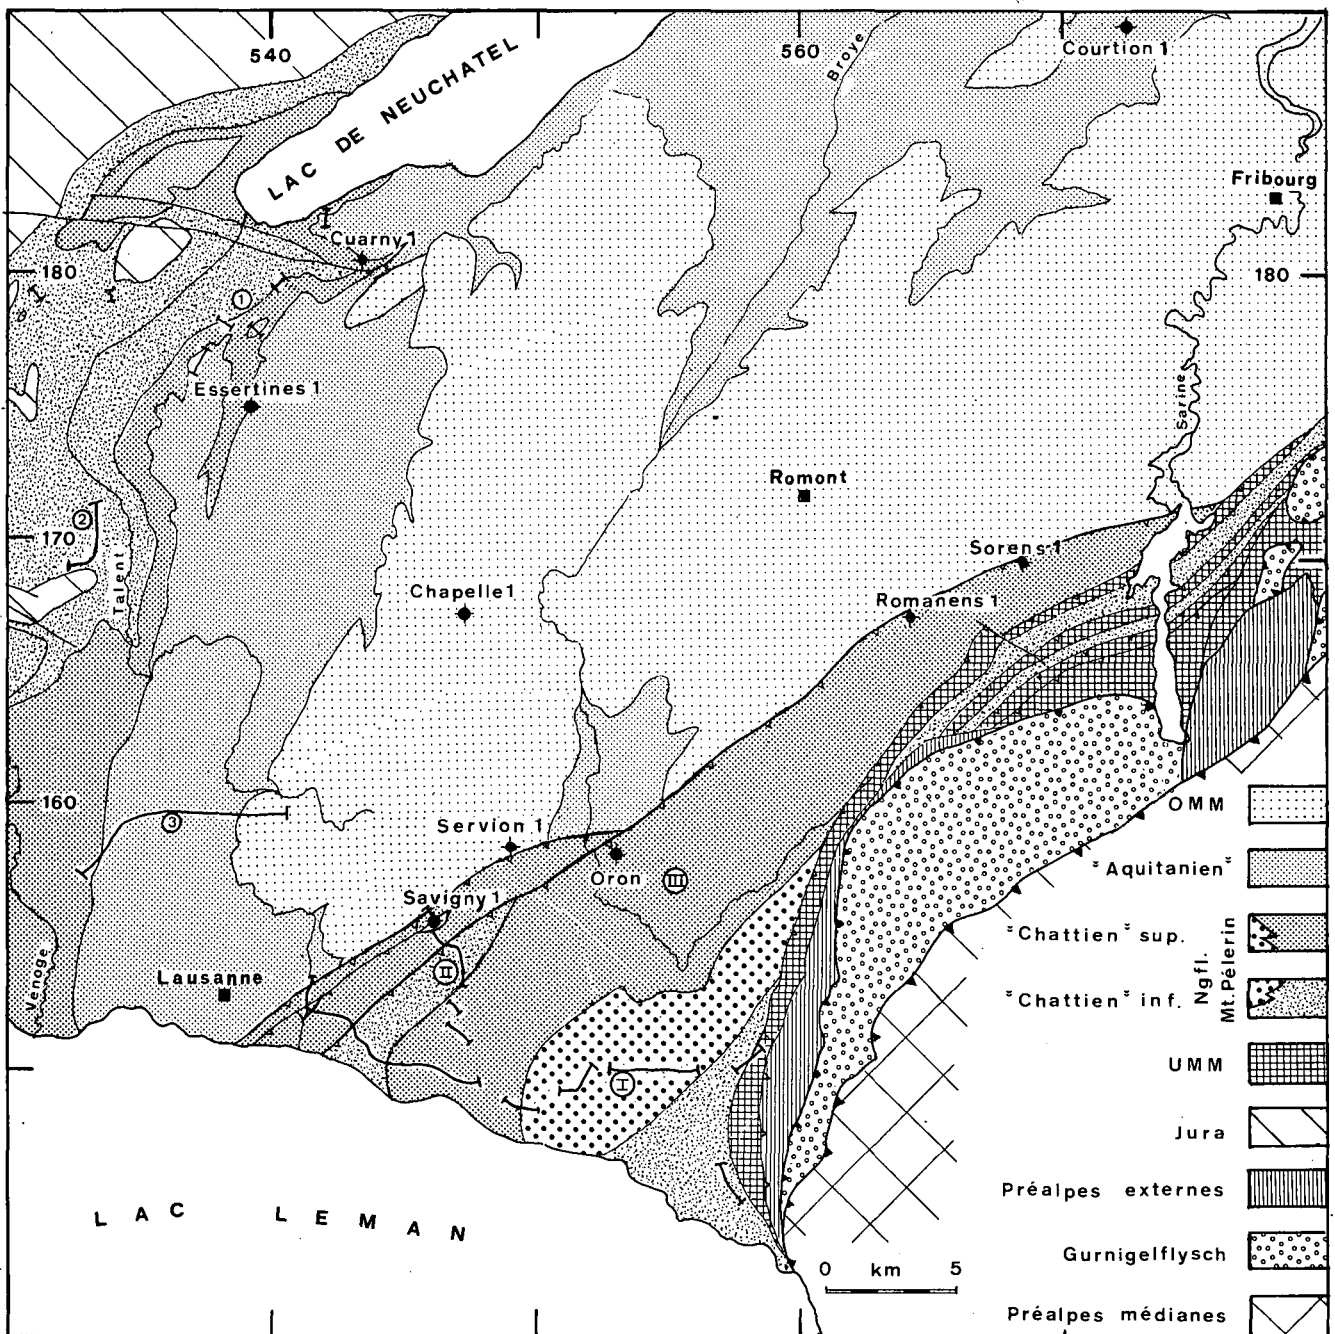 540
560
Courtion 1
Broye
LAC DE NEUCHATEL
Fribourg
Cuarny 1
180
180
1
Essertines 1
Sarine
Romont
2
170
Talent
Sorens 1
Chapelle 1
Romanens 1
160
3
Servion 1
Oron
III
Savigny 1
II
Lausanne
Venoge
I
LAC LEMAN
0 km 5
OMM
"Aquitanien"
"Chattien" sup.
"Chattien" inf.
Ngfl.
Mt. Pélerin
UMM
Jura
Préalpes externes
Gurnigelflysch
Préalpes médianes